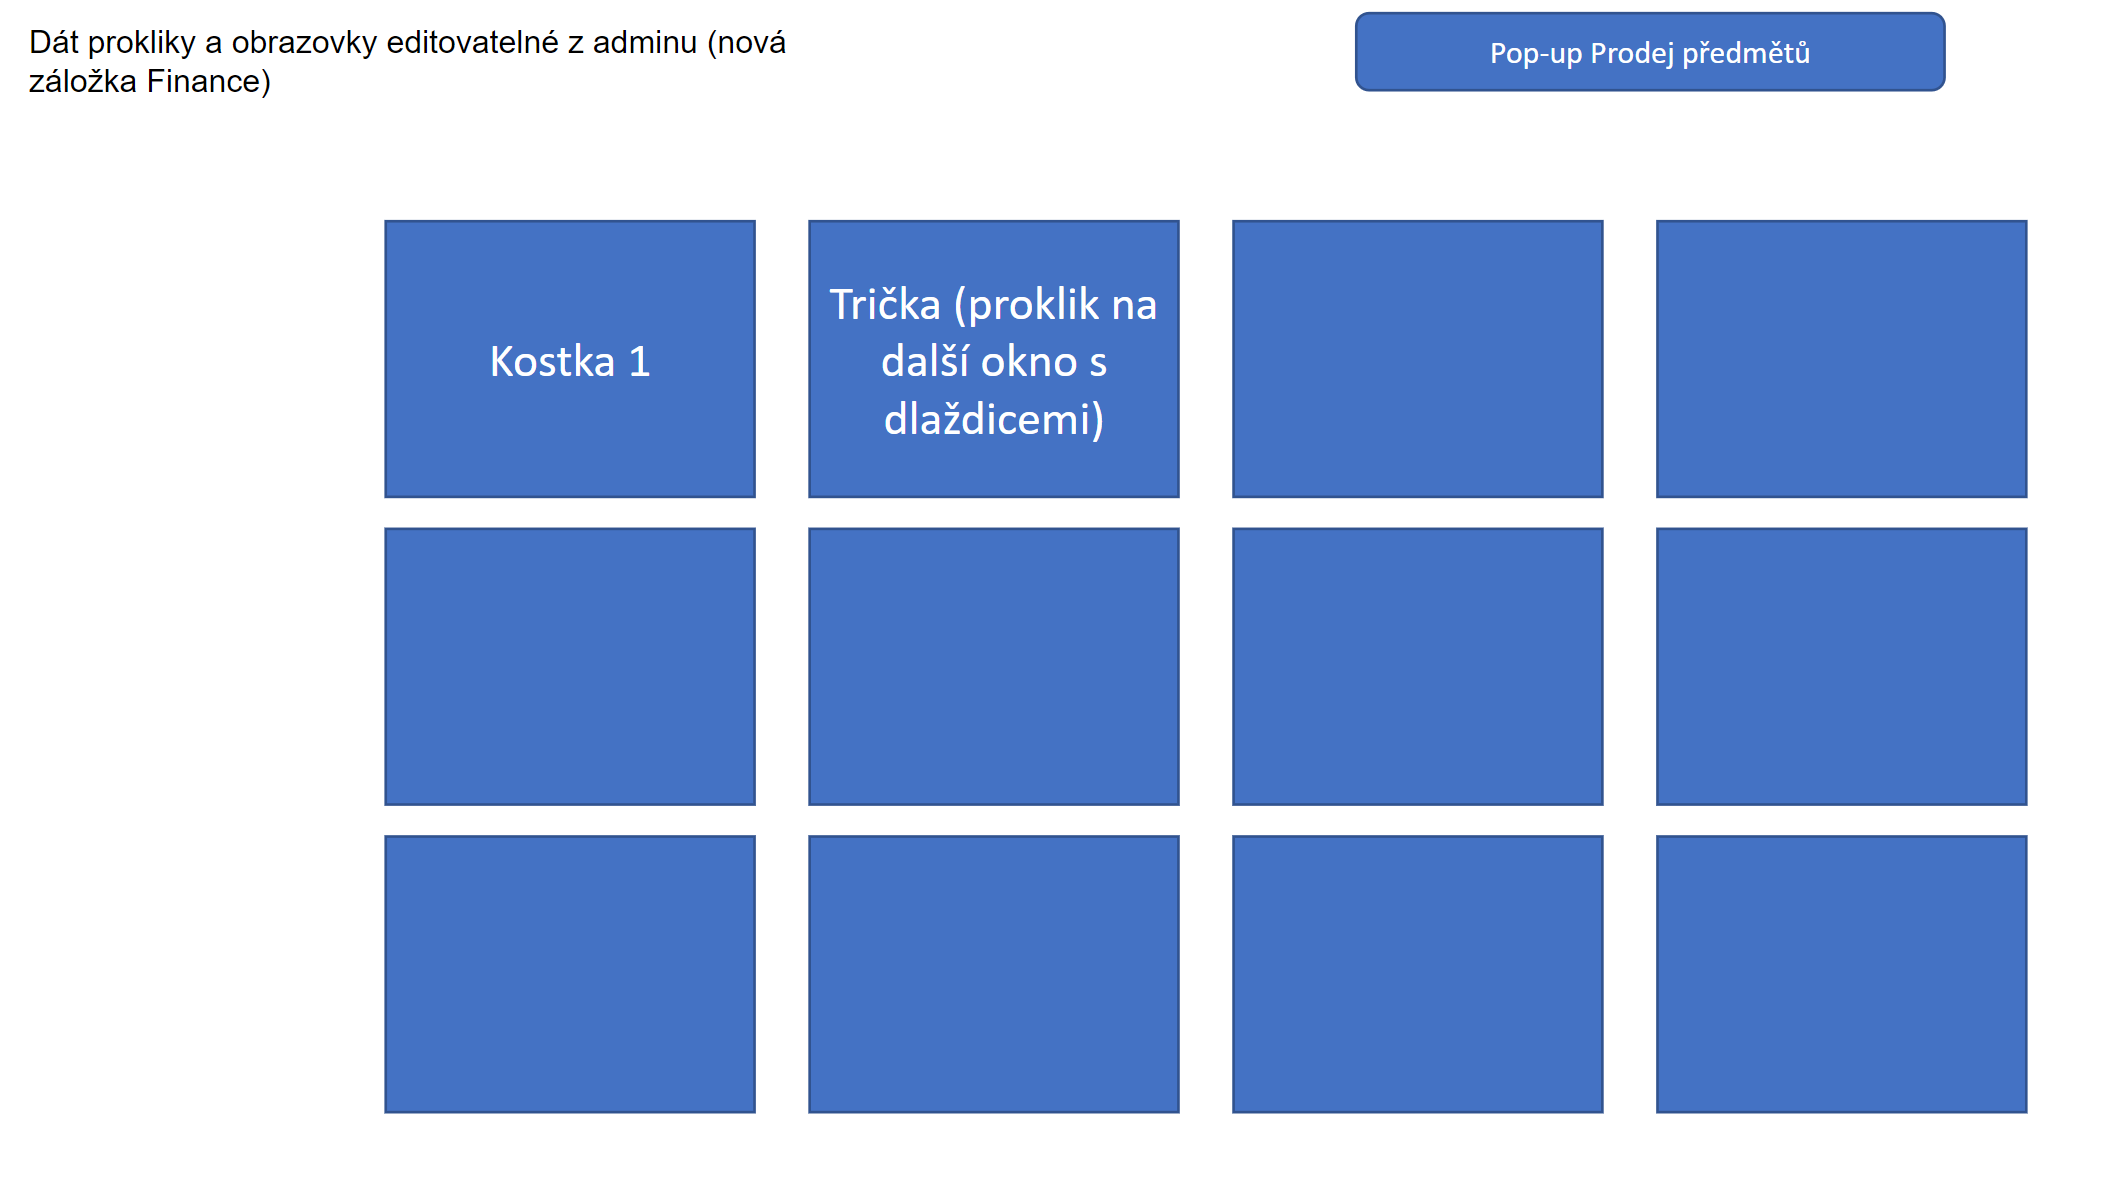 Dát prokliky a obrazovky editovatelné z adminu (nová
záložka Finance)
Pop-up Prodej předmětů
Kostka 1
Trička (proklik na
další okno s
dlaždicemi)